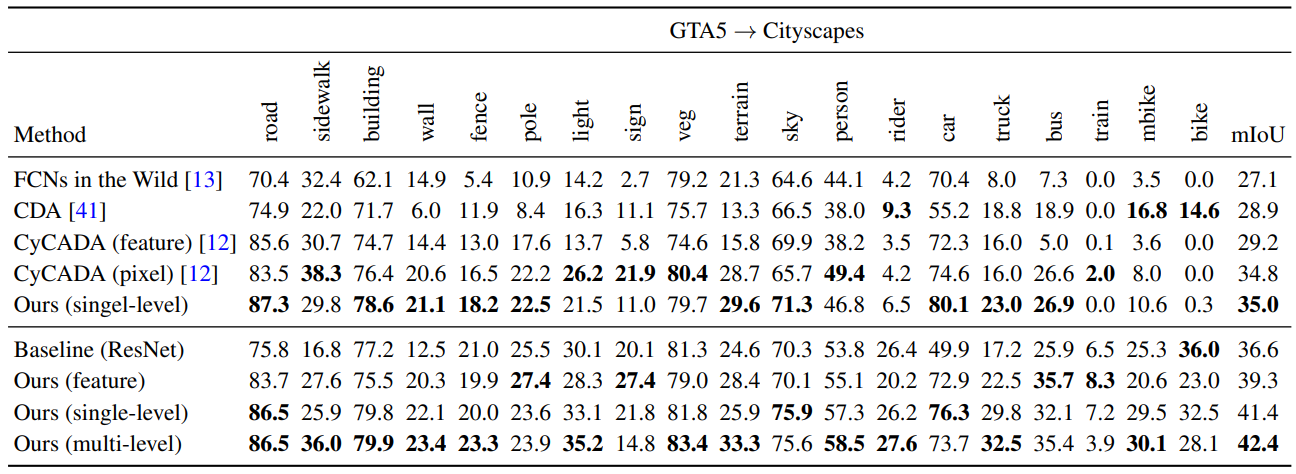 GTA5 → Cityscapes
Method road sidewalk building wall fence pole light sign veg terrain sky person rider car truck bus train mbike bike mIoU
FCNs in the Wild [13] 70.4 32.4 62.1 14.9 5.4 10.9 14.2 2.7 79.2 21.3 64.6 44.1 4.2 70.4 8.0 7.3 0.0 3.5 0.0 27.1
CDA [41] 74.9 22.0 71.7 6.0 11.9 8.4 16.3 11.1 75.7 13.3 66.5 38.0 9.3 55.2 18.8 18.9 0.0 16.8 14.6 28.9
CyCADA (feature) [12] 85.6 30.7 74.7 14.4 13.0 17.6 13.7 5.8 74.6 15.8 69.9 38.2 3.5 72.3 16.0 5.0 0.1 3.6 0.0 29.2
CyCADA (pixel) [12] 83.5 38.3 76.4 20.6 16.5 22.2 26.2 21.9 80.4 28.7 65.7 49.4 4.2 74.6 16.0 26.6 2.0 8.0 0.0 34.8
Ours (singel-level) 87.3 29.8 78.6 21.1 18.2 22.5 21.5 11.0 79.7 29.6 71.3 46.8 6.5 80.1 23.0 26.9 0.0 10.6 0.3 35.0
Baseline (ResNet) 75.8 16.8 77.2 12.5 21.0 25.5 30.1 20.1 81.3 24.6 70.3 53.8 26.4 49.9 17.2 25.9 6.5 25.3 36.0 36.6
Ours (feature) 83.7 27.6 75.5 20.3 19.9 27.4 28.3 27.4 79.0 28.4 70.1 55.1 20.2 72.9 22.5 35.7 8.3 20.6 23.0 39.3
Ours (single-level) 86.5 25.9 79.8 22.1 20.0 23.6 33.1 21.8 81.8 25.9 75.9 57.3 26.2 76.3 29.8 32.1 7.2 29.5 32.5 41.4
Ours (multi-level) 86.5 36.0 79.9 23.4 23.3 23.9 35.2 14.8 83.4 33.3 75.6 58.5 27.6 73.7 32.5 35.4 3.9 30.1 28.1 42.4